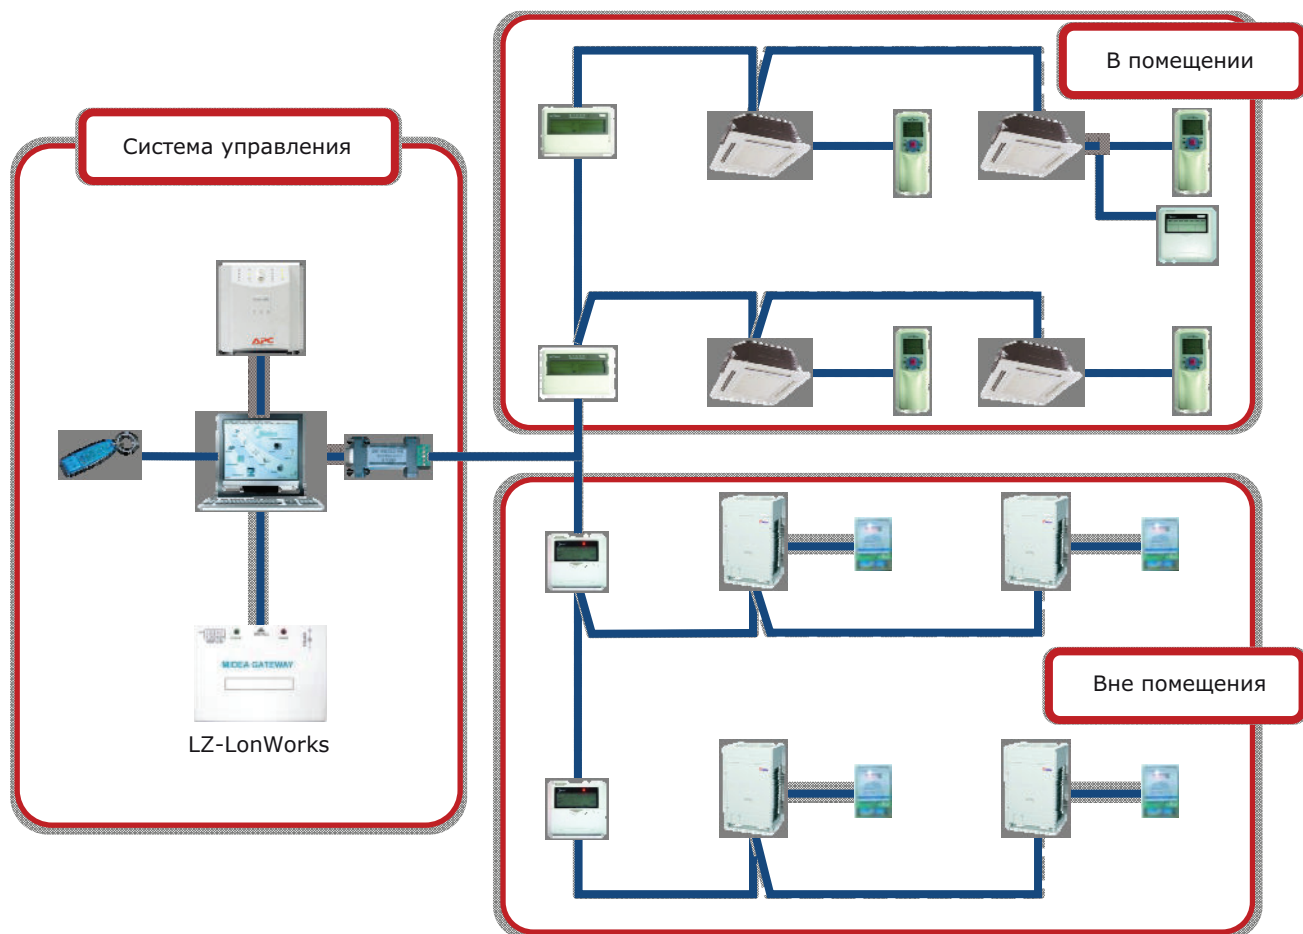 В помещении
Система управления
APC
MIDEA GATEWAY
LZ-LonWorks
Вне помещения